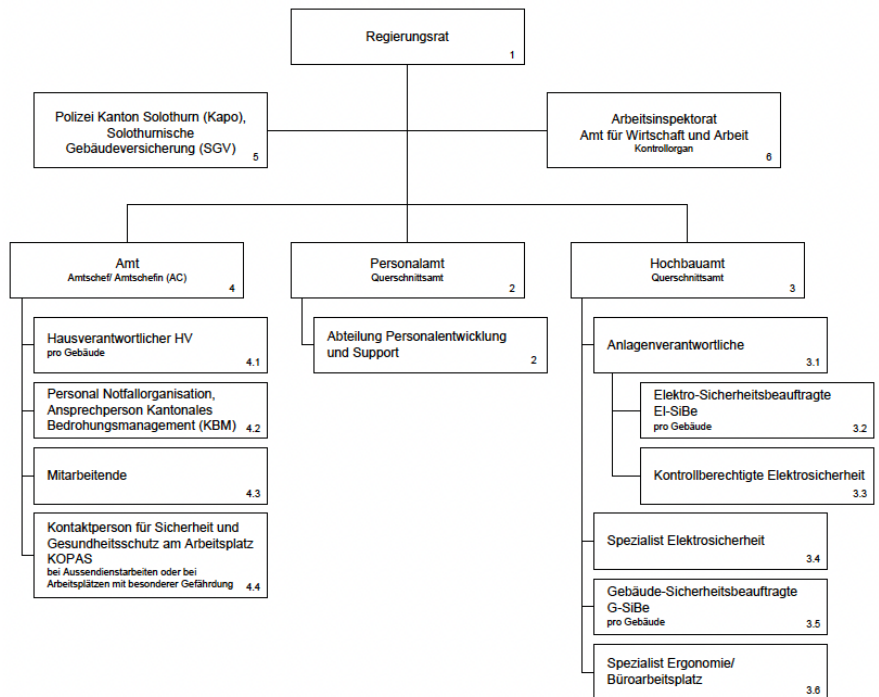 Regierungsrat
1
Polizei Kanton Solothurn (Kapo),
Solothurnische
Gebäudeversicherung (SGV)
5
Arbeitsinspektorat
Amt für Wirtschaft und Arbeit
Kontrollorgan
6
Amt
Amtschef/ Amtschefin (AC)
4
Personalamt
Querschnittsamt
2
Hochbauamt
Querschnittsamt
3
Hausverantwortlicher HV
pro Gebäude
4.1
Personal Notfallorganisation,
Ansprechperson Kantonales
Bedrohungsmanagement (KBM)
4.2
Mitarbeitende
4.3
Kontaktperson für Sicherheit und
Gesundheitsschutz am Arbeitsplatz
KOPAS
bei Aussendienstarbeiten oder bei
Arbeitsplätzen mit besonderer Gefährdung
4.4
Abteilung Personalentwicklung
und Support
2
Anlagenverantwortliche
3.1
Elektro-Sicherheitsbeauftragte
El-SiBe
pro Gebäude
3.2
Kontrollberechtigte Elektrosicherheit
3.3
Spezialist Elektrosicherheit
3.4
Gebäude-Sicherheitsbeauftragte
G-SiBe
pro Gebäude
3.5
Spezialist Ergonomie/
Büroarbeitsplatz
3.6